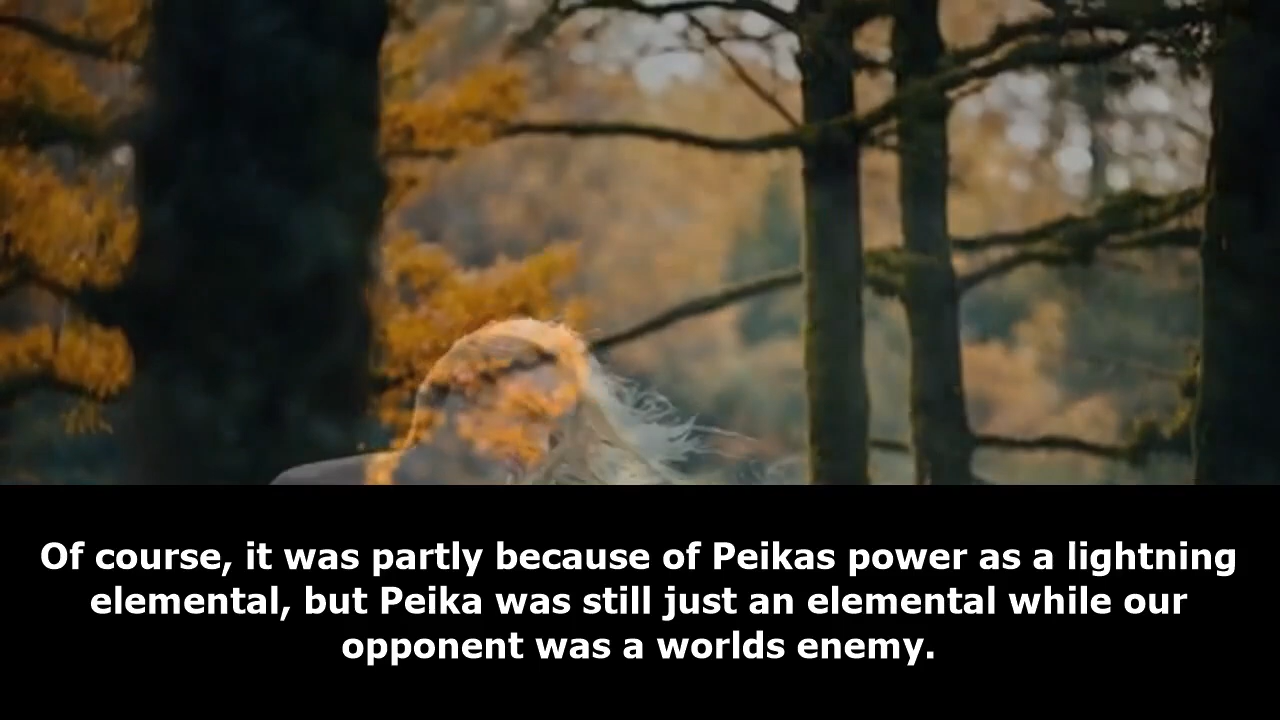 Of course, it was partly because of Peikas power as a lightning
elemental, but Peika was still just an elemental while our
opponent was a worlds enemy.